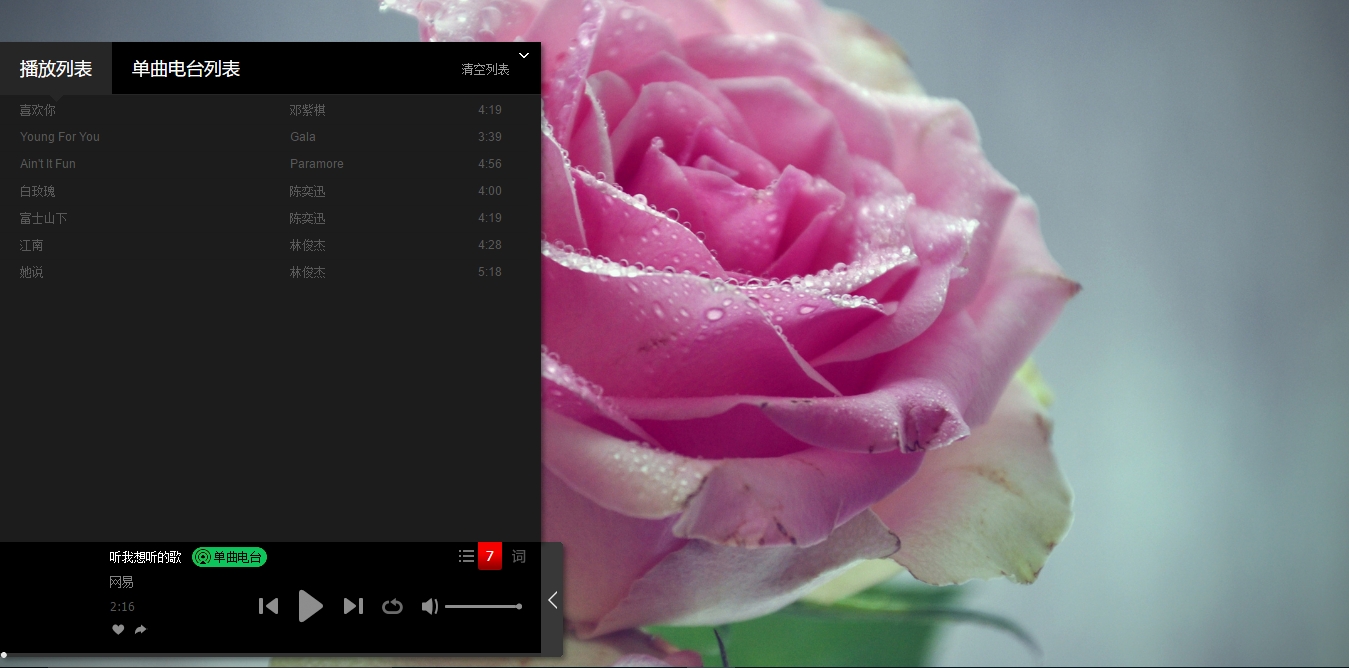 播放列表 单曲电台列表 清空列表
喜欢你 邓紫棋 4:19
Young For You Gala 3:39
Ain't It Fun Paramore 4:56
白玫瑰 陈奕迅 4:00
富士山下 陈奕迅 4:19
江南 林俊杰 4:28
她说 林俊杰 5:18
听我想听的歌 单曲电台 7 词
网易
2:16